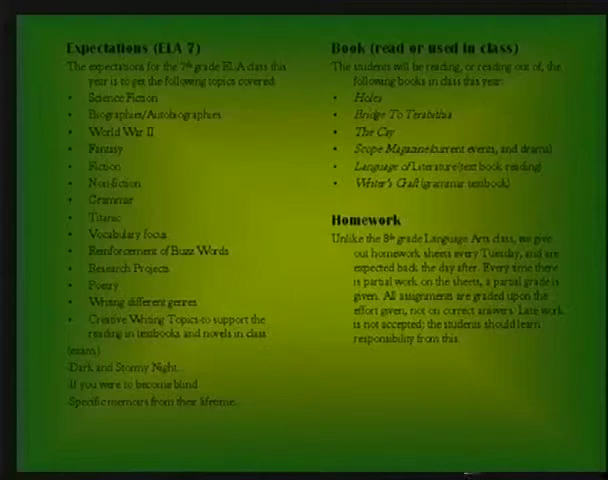 Expectations (ELA 7)
The expectations for the 7th grade ELA class this
year is to get the following topics covered:
• Science Fiction
• Biographies/Autobiographies
• World War II
• Fantasy
• Fiction
• Non-fiction
• Grammar
• Titanic
• Vocabulary focus
• Reinforcement of Buzz Words
• Research Projects
• Poetry
• Writing different genres
• Creative Writing Topics-to support the
reading in textbooks and novels in class
(exam.)
-Dark and Stormy Night...
-If you were to become blind
-Specific memoirs from their lifetime...
Book (read or used in class)
The students will be reading, or reading out of, the
following books in class this year:
• Holes
• Bridge To Terabithia
• The Cay
• Scope Magazine(current events, and drama)
• Language of Literature(text book reading)
• Writer's Craft (grammar textbook)
Homework
Unlike the 8th grade Language Arts class, we give
out homework sheets every Tuesday, and are
expected back the day after. Every time there
is partial work on the sheets, a partial grade is
given. All assignments are graded upon the
effort given, not on correct answers. Late work
is not accepted; the students should learn
responsibility from this.